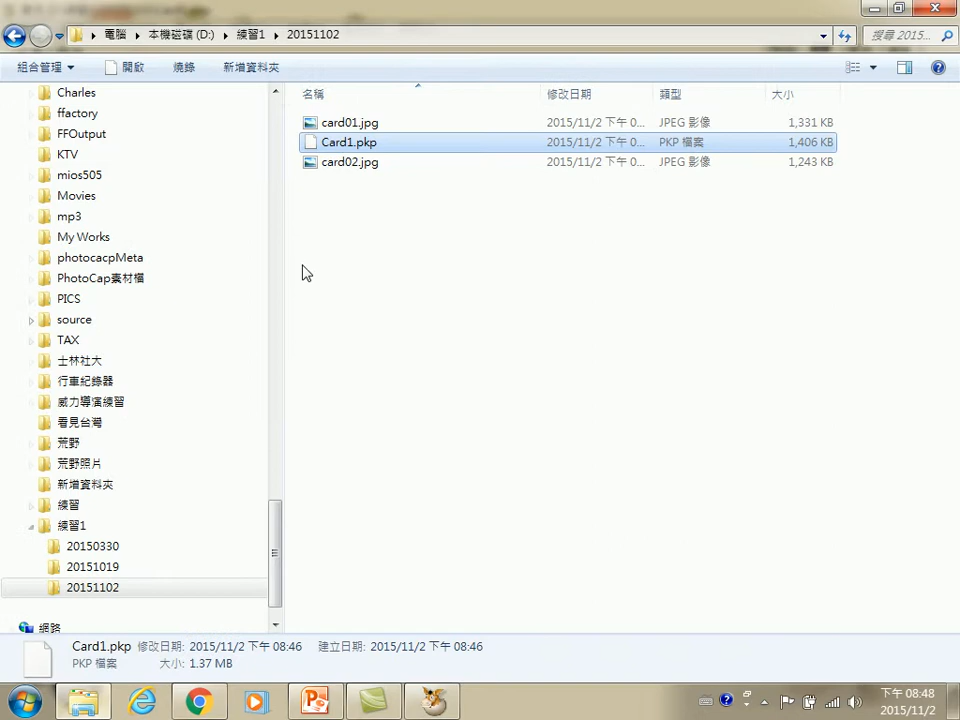 電腦 本機磁碟 (D:) 練習1 20151102 搜尋 2015...
組合管理 開啟 燒錄 新增資料夾
名稱 修改日期 類型 大小
card01.jpg 2015/11/2 下午 0... JPEG 影像 1,331 KB
Card1.pkp 2015/11/2 下午 0... PKP 檔案 1,406 KB
card02.jpg 2015/11/2 下午 0... JPEG 影像 1,243 KB
Charles
ffactory
FFOutput
KTV
mios505
Movies
mp3
My Works
photocacpMeta
PhotoCap素材檔
PICS
source
TAX
士林社大
行車紀錄器
威力導演練習
看見台灣
荒野
荒野照片
新增資料夾
練習
練習1
20150330
20151019
20151102
網路
Card1.pkp 修改日期: 2015/11/2 下午 08:46 建立日期: 2015/11/2 下午 08:46
PKP 檔案 大小: 1.37 MB
下午 08:48
2015/11/2